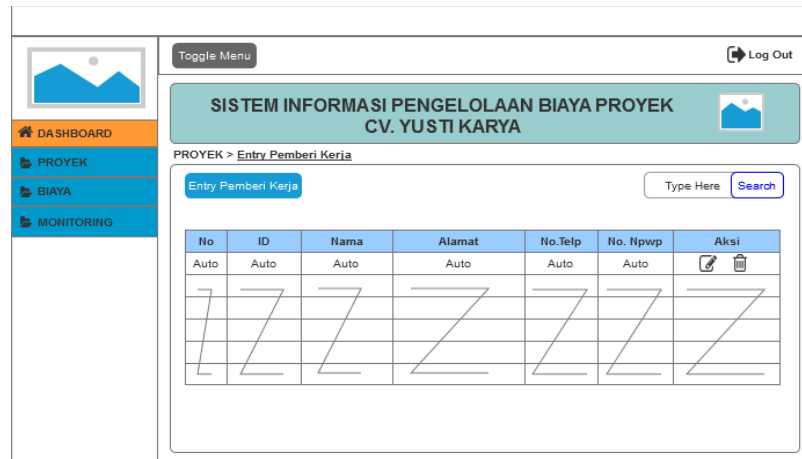 Toggle Menu
Log Out
SISTEM INFORMASI PENGELOLAAN BIAYA PROYEK
CV. YUSTI KARYA
DASHBOARD
PROYEK
BIAYA
MONITORING
PROYEK > Entry Pemberi Kerja
Entry Pemberi Kerja
Type Here Search
No ID Nama Alamat No.Telp No. Npwp Aksi
Auto Auto Auto Auto Auto Auto